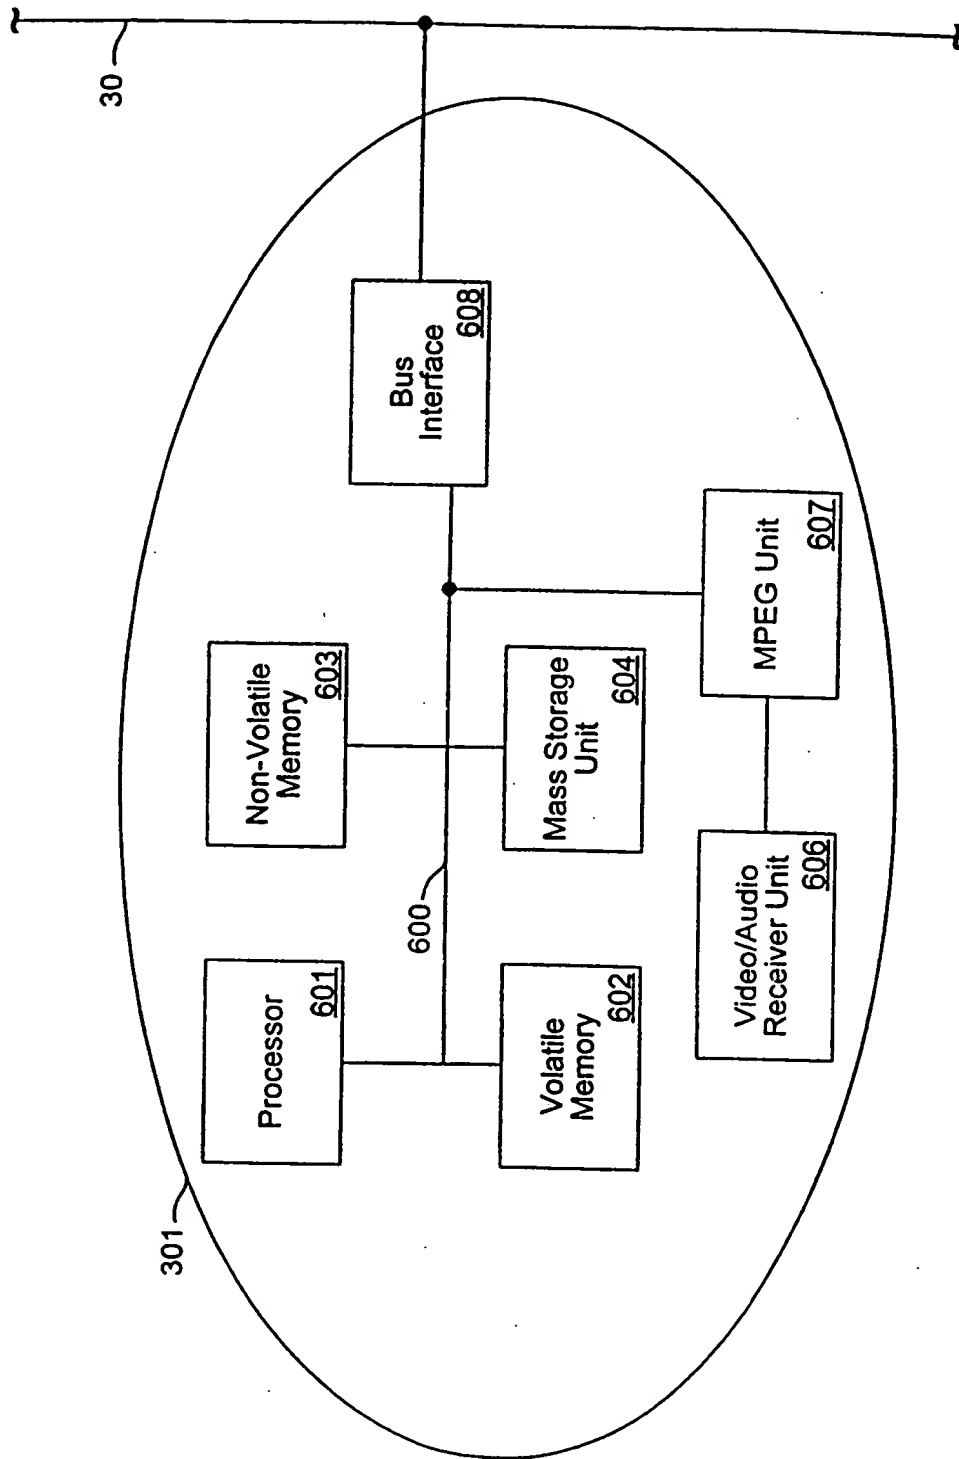 30
301
Processor
601
Non-Volatile
Memory
603
Bus
Interface
608
600
Volatile
Memory
602
Mass Storage
Unit
604
Video/Audio
Receiver Unit
606
MPEG Unit
607